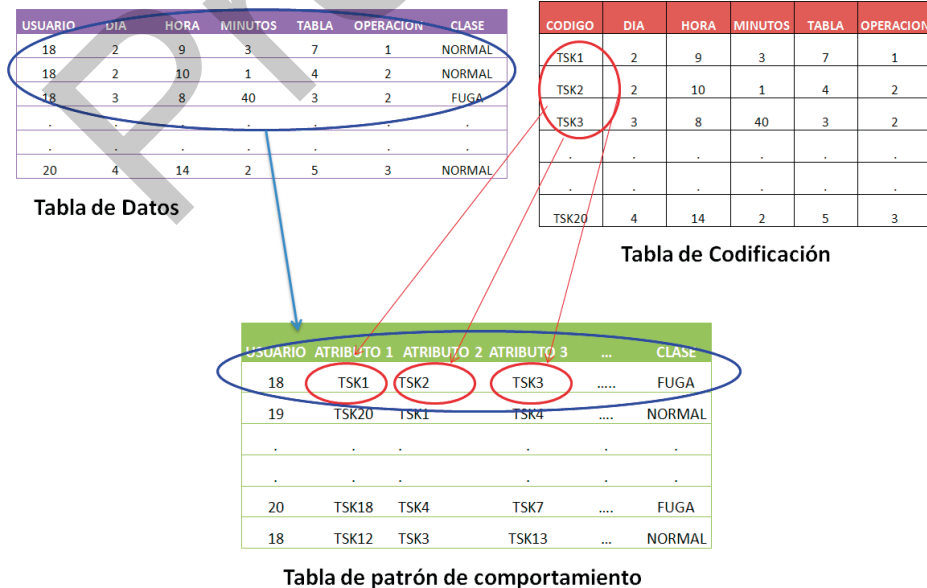 USUARIO DIA HORA MINUTOS TABLA OPERACION CLASE
18 2 9 3 7 1 NORMAL
18 2 10 1 4 2 NORMAL
18 3 8 40 3 2 FUGA
. . . . . . .
. . . . . . .
20 4 14 2 5 3 NORMAL
Tabla de Datos
CODIGO DIA HORA MINUTOS TABLA OPERACION
TSK1 2 9 3 7 1
TSK2 2 10 1 4 2
TSK3 3 8 40 3 2
. . . . . .
. . . . . .
TSK20 4 14 2 5 3
Tabla de Codificación
USUARIO ATRIBUTO 1 ATRIBUTO 2 ATRIBUTO 3 ... CLASE
18 TSK1 TSK2 TSK3 ..... FUGA
19 TSK20 TSK1 TSK4 .... NORMAL
. . . . . .
. . . . . .
20 TSK18 TSK4 TSK7 .... FUGA
18 TSK12 TSK3 TSK13 ... NORMAL
Tabla de patrón de comportamiento